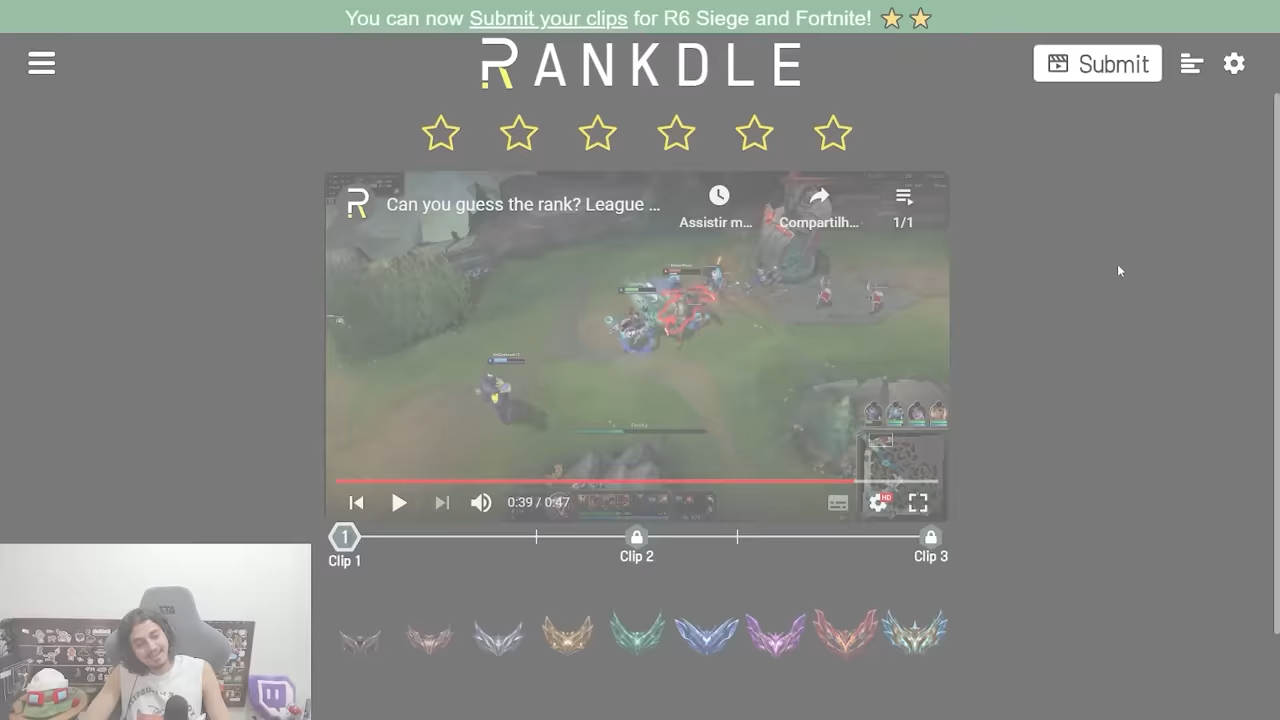 You can now Submit your clips for R6 Siege and Fortnite!
RANKDLE
Submit
Can you guess the rank? League ...
Assistir m...
Compartilh...
1/1
0:39 / 0:47
HD
1
Clip 1
Clip 2
Clip 3